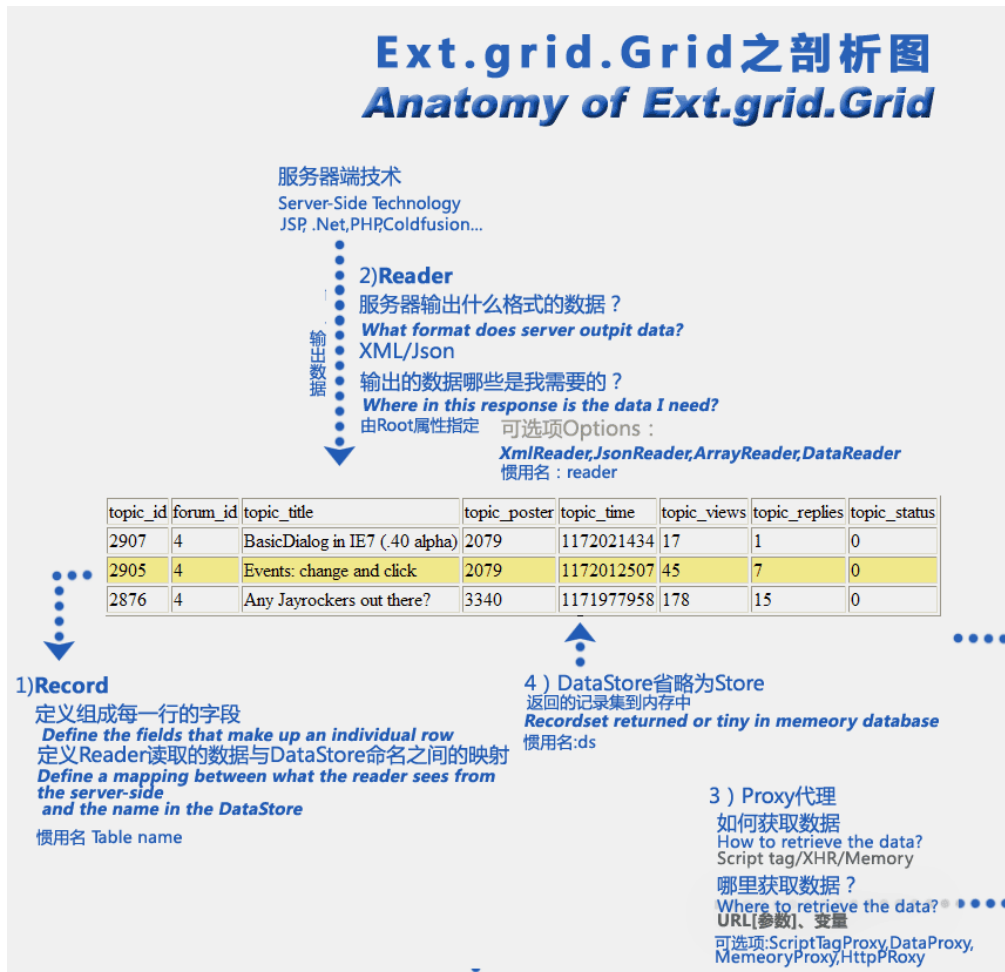 Ext.grid.Grid之剖析图
Anatomy of Ext.grid.Grid
服务器端技术
Server-Side Technology
JSP, .Net,PHP,Coldfusion...
2)Reader
服务器输出什么格式的数据？
What format does server outpit data?
XML/Json
输出的数据哪些是我需要的？
Where in this response is the data I need?
由Root属性指定
可选项Options：
XmlReader,JsonReader,ArrayReader,DataReader
惯用名：reader
输出数据
topic_id forum_id topic_title topic_poster topic_time topic_views topic_replies topic_status
2907 4 BasicDialog in IE7 (.40 alpha) 2079 1172021434 17 1 0
2905 4 Events: change and click 2079 1172012507 45 7 0
2876 4 Any Jayrockers out there? 3340 1171977958 178 15 0
1)Record
定义组成每一行的字段
Define the fields that make up an individual row
定义Reader读取的数据与DataStore命名之间的映射
Define a mapping between what the reader sees from
the server-side
and the name in the DataStore
惯用名 Table name
4）DataStore省略为Store
返回的记录集到内存中
Recordset returned or tiny in memeory database
惯用名:ds
3）Proxy代理
如何获取数据
How to retrieve the data?
Script tag/XHR/Memory
哪里获取数据？
Where to retrieve the data?
URL[参数]、变量
可选项:ScriptTagProxy,DataProxy,
MemeoryProxy,HttpPRoxy